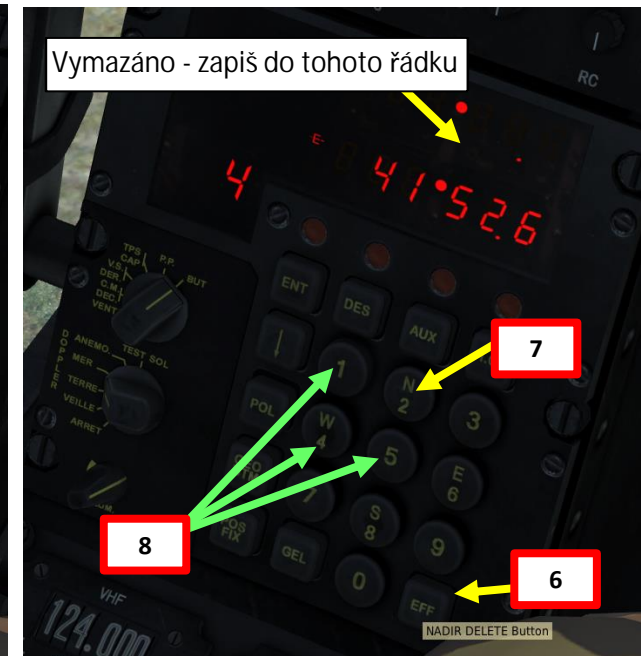 Vymazáno - zapiš do tohoto řádku
RC
E
4 41 52.6
TPS
CAP
P.P.
V.S.
BUT
DER.
C.M
DEC.
VENT
ENT
DES
AUX
7
DOPPLER
ANEMO.
TEST SOL
MER
TERRE
VEILLE
ARRET
↓
1
N
2
3
POL
W
4
5
E
6
7
S
8
9
8
FIX
GEL
0
EFF
6
VHF
124.000
NADIR DELETE Button